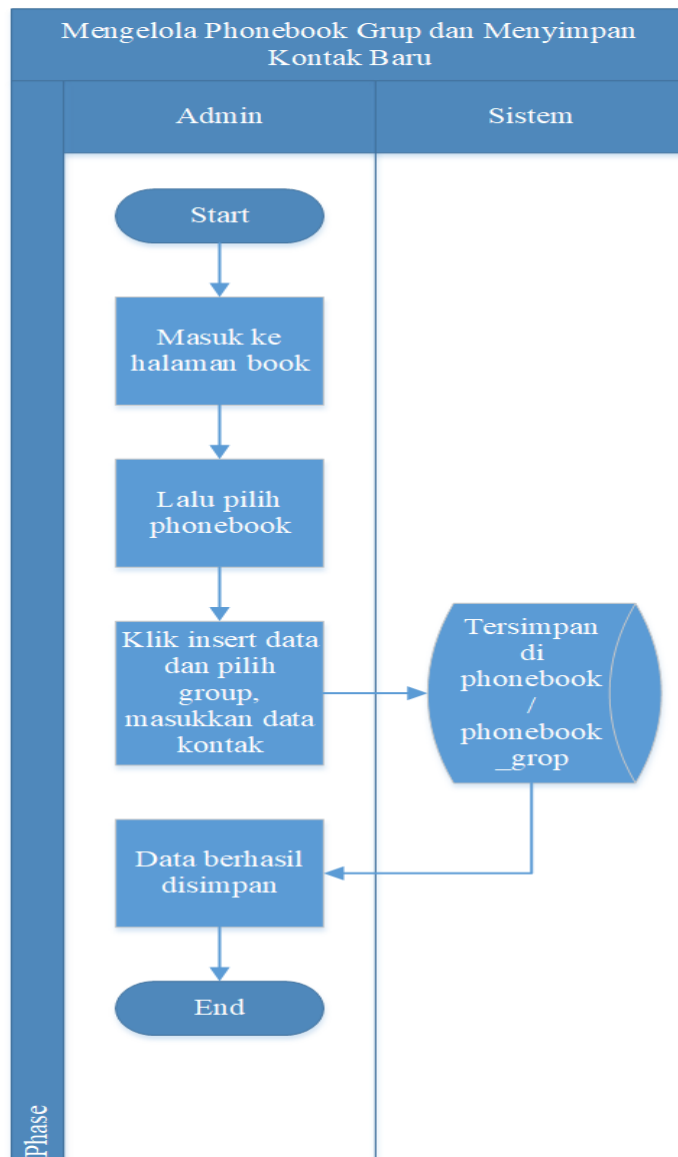 Mengelola Phonebook Grup dan Menyimpan
Kontak Baru
Admin
Sistem
Start
Masuk ke
halaman book
Lalu pilih
phonebook
Klik insert data
dan pilih
group,
masukkan data
kontak
Tersimpan
di
phonebook
/
phonebook
_grop
Data berhasil
disimpan
End
Phase